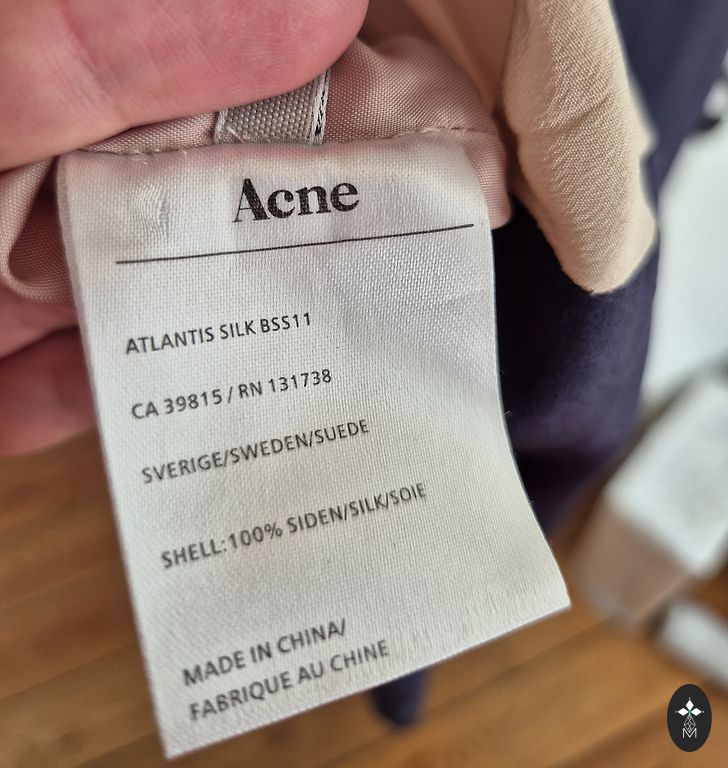 Acne
ATLANTIS SILK BSS11
CA 39815 / RN 131738
SVERIGE/SWEDEN/SUEDE
SHELL:100% SIDEN/SILK/SOIE
MADE IN CHINA/
FABRIQUE AU CHINE
M